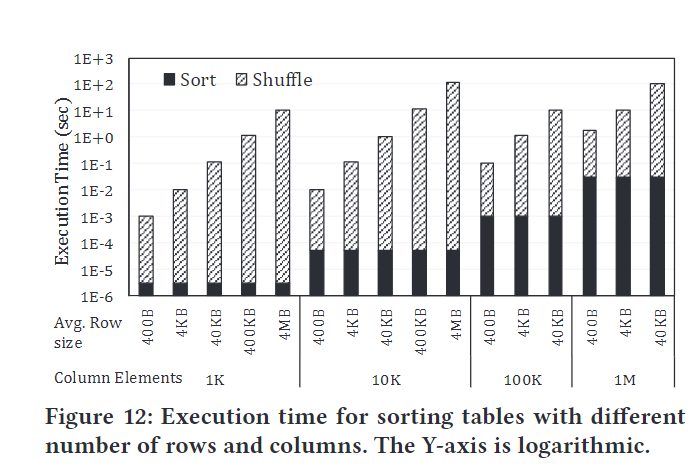 1E+3
1E+2
1E+1
1E+0
1E-1
1E-2
1E-3
1E-4
1E-5
1E-6
Execution Time (sec)
Sort Shuffle
Avg. Row size
400B 4KB 40KB 400KB 4MB 400B 4KB 40KB 400KB 4MB 400B 4KB 40KB 400B 4KB 40KB
Column Elements 1K 10K 100K 1M
Figure 12: Execution time for sorting tables with different
number of rows and columns. The Y-axis is logarithmic.